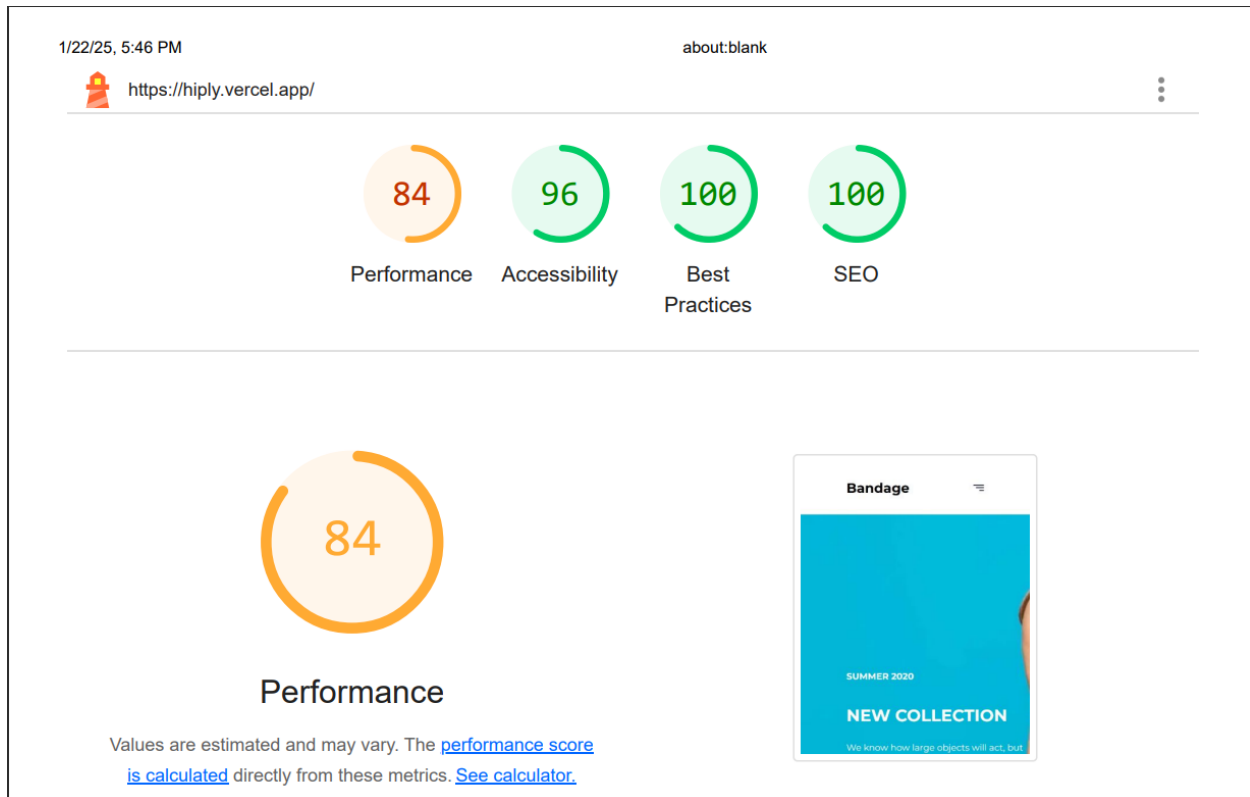 1/22/25, 5:46 PM about:blank
https://hiply.vercel.app/
84 96 100 100
Performance Accessibility Best Practices SEO
84
Performance
Values are estimated and may vary. The performance score
is calculated directly from these metrics. See calculator.
Bandage
SUMMER 2020
NEW COLLECTION
We know how large objects will act, but